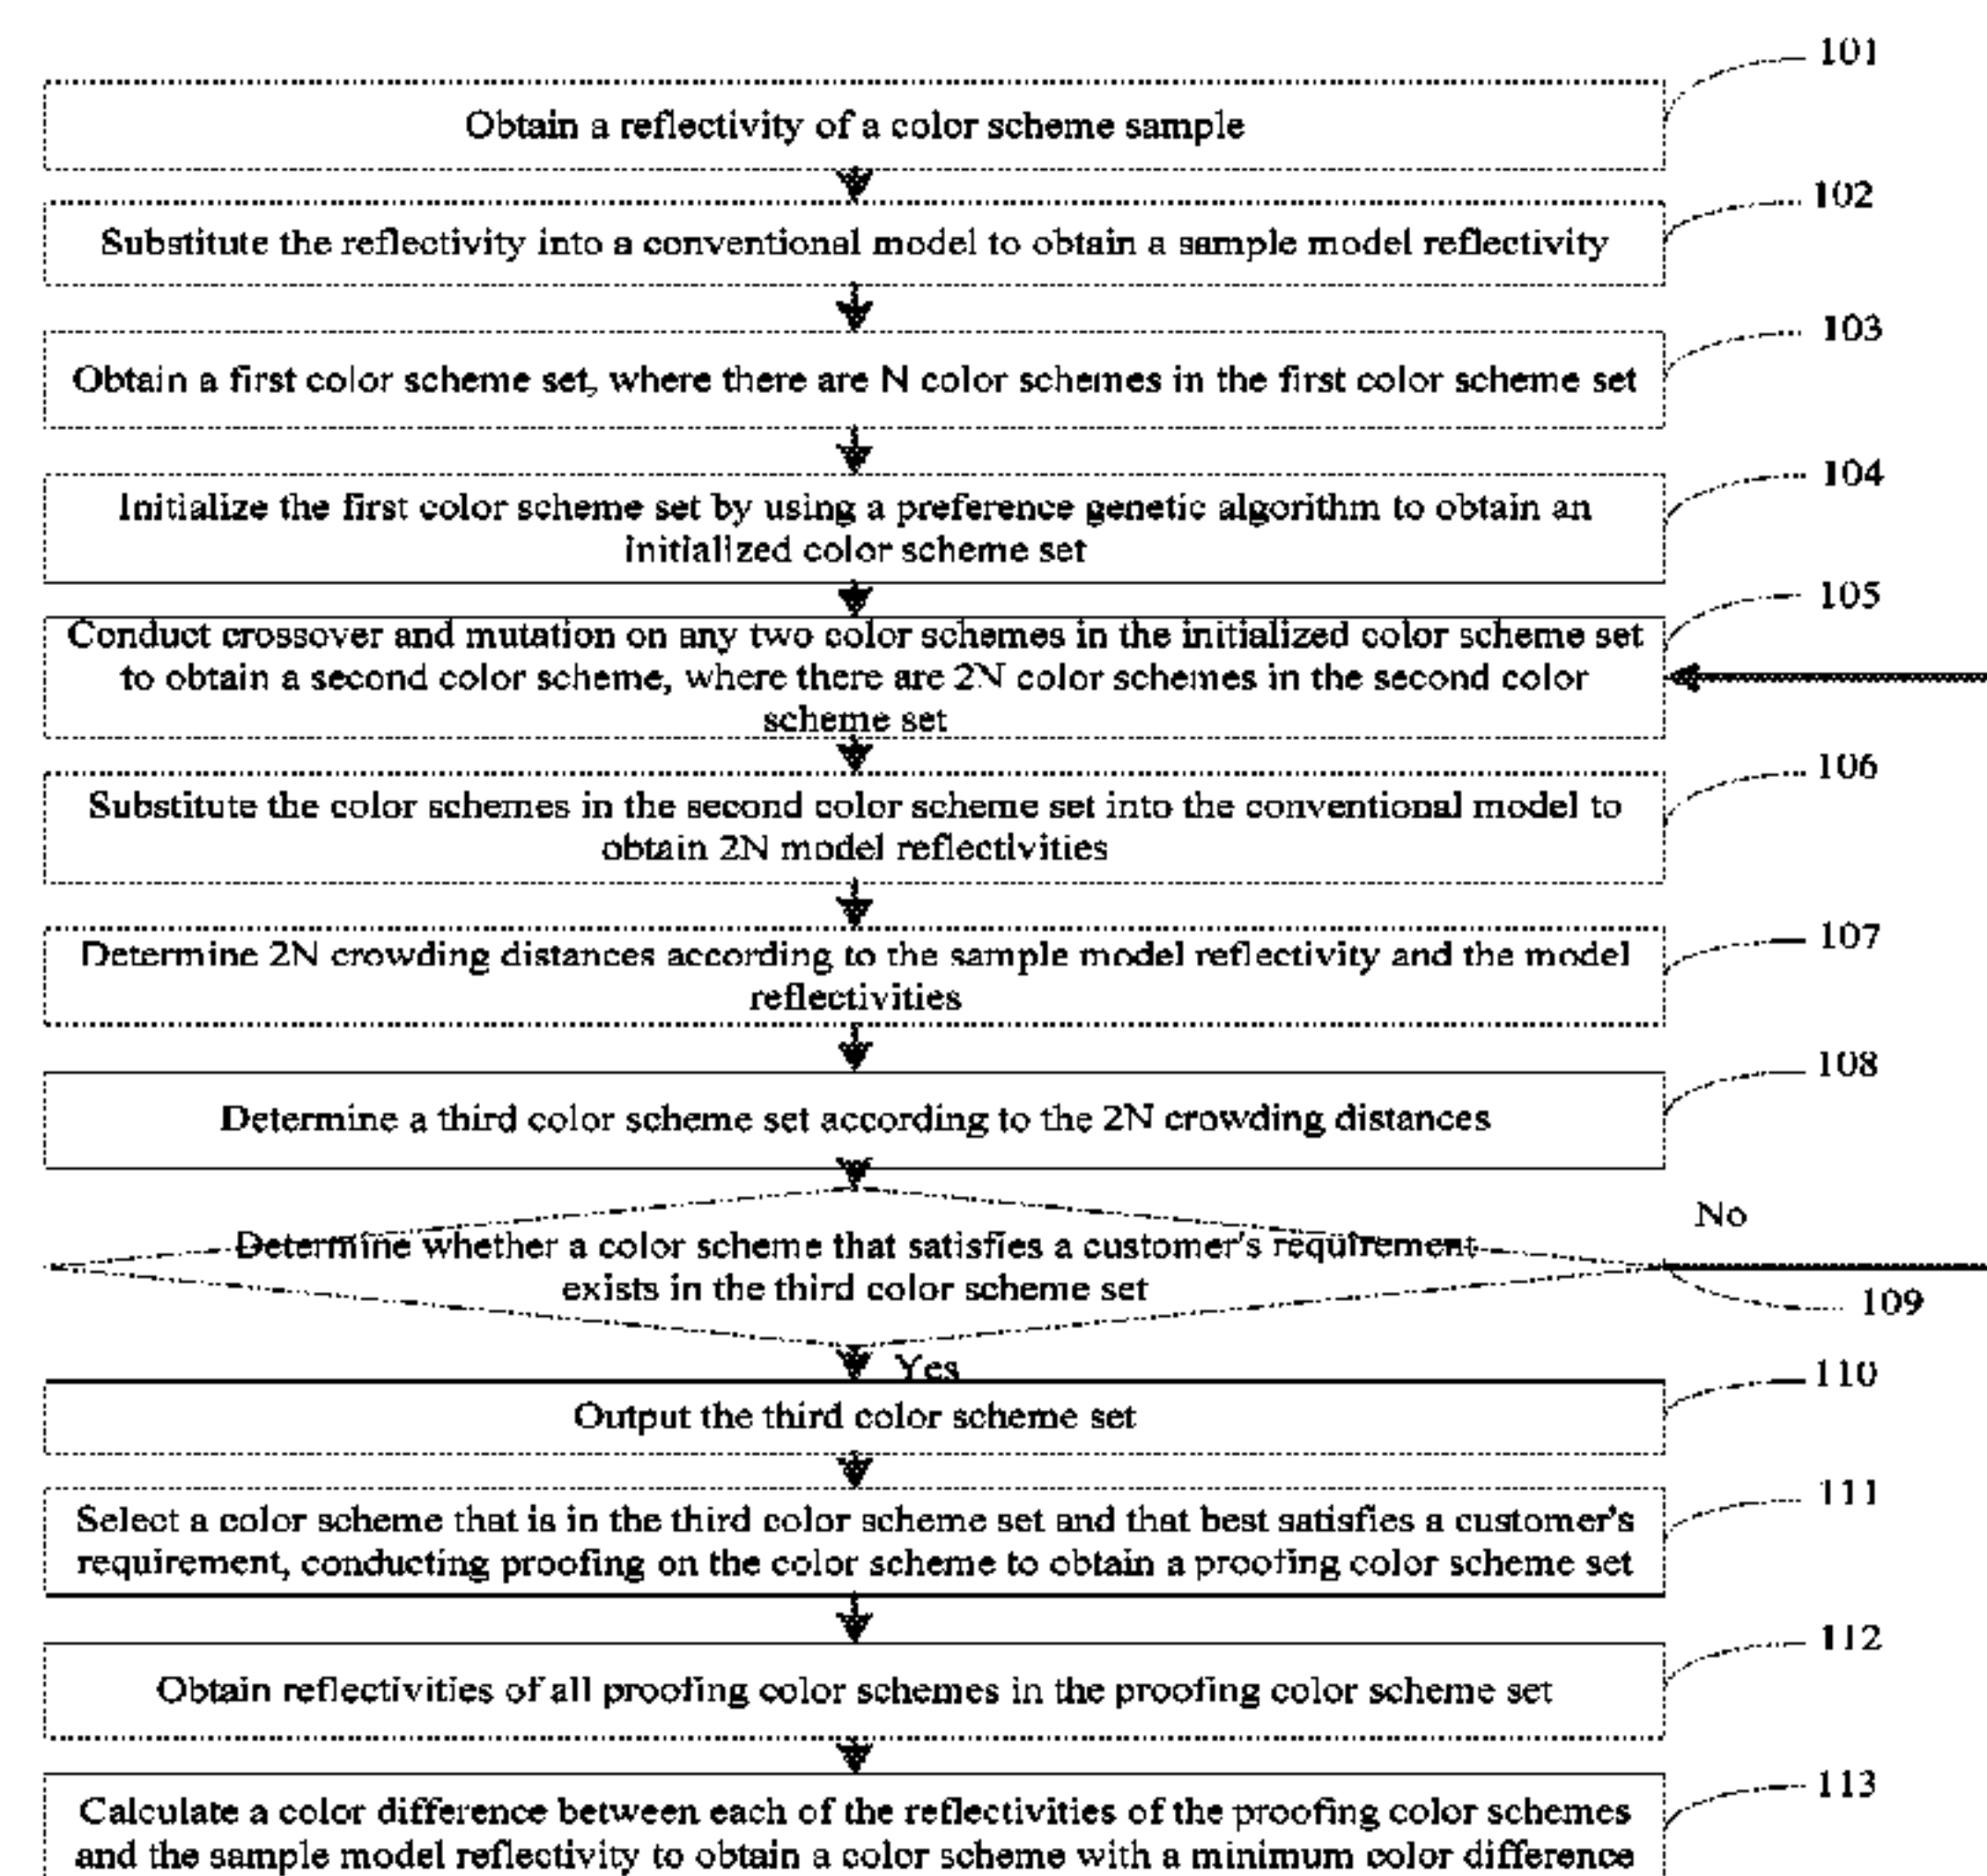 101
Obtain a reflectivity of a color scheme sample
102
Substitute the reflectivity into a conventional model to obtain a sample model reflectivity
103
Obtain a first color scheme set, where there are N color schemes in the first color scheme set
104
Initialize the first color scheme set by using a preference genetic algorithm to obtain an
initialized color scheme set
105
Conduct crossover and mutation on any two color schemes in the initialized color scheme set
to obtain a second color scheme, where there are 2N color schemes in the second color
scheme set
106
Substitute the color schemes in the second color scheme set into the conventional model to
obtain 2N model reflectivities
107
Determine 2N crowding distances according to the sample model reflectivity and the model
reflectivities
108
Determine a third color scheme set according to the 2N crowding distances
No
Determine whether a color scheme that satisfies a customer's requirement
exists in the third color scheme set
109
Yes
110
Output the third color scheme set
111
Select a color scheme that is in the third color scheme set and that best satisfies a customer's
requirement, conducting proofing on the color scheme to obtain a proofing color scheme set
112
Obtain reflectivities of all proofing color schemes in the proofing color scheme set
113
Calculate a color difference between each of the reflectivities of the proofing color schemes
and the sample model reflectivity to obtain a color scheme with a minimum color difference